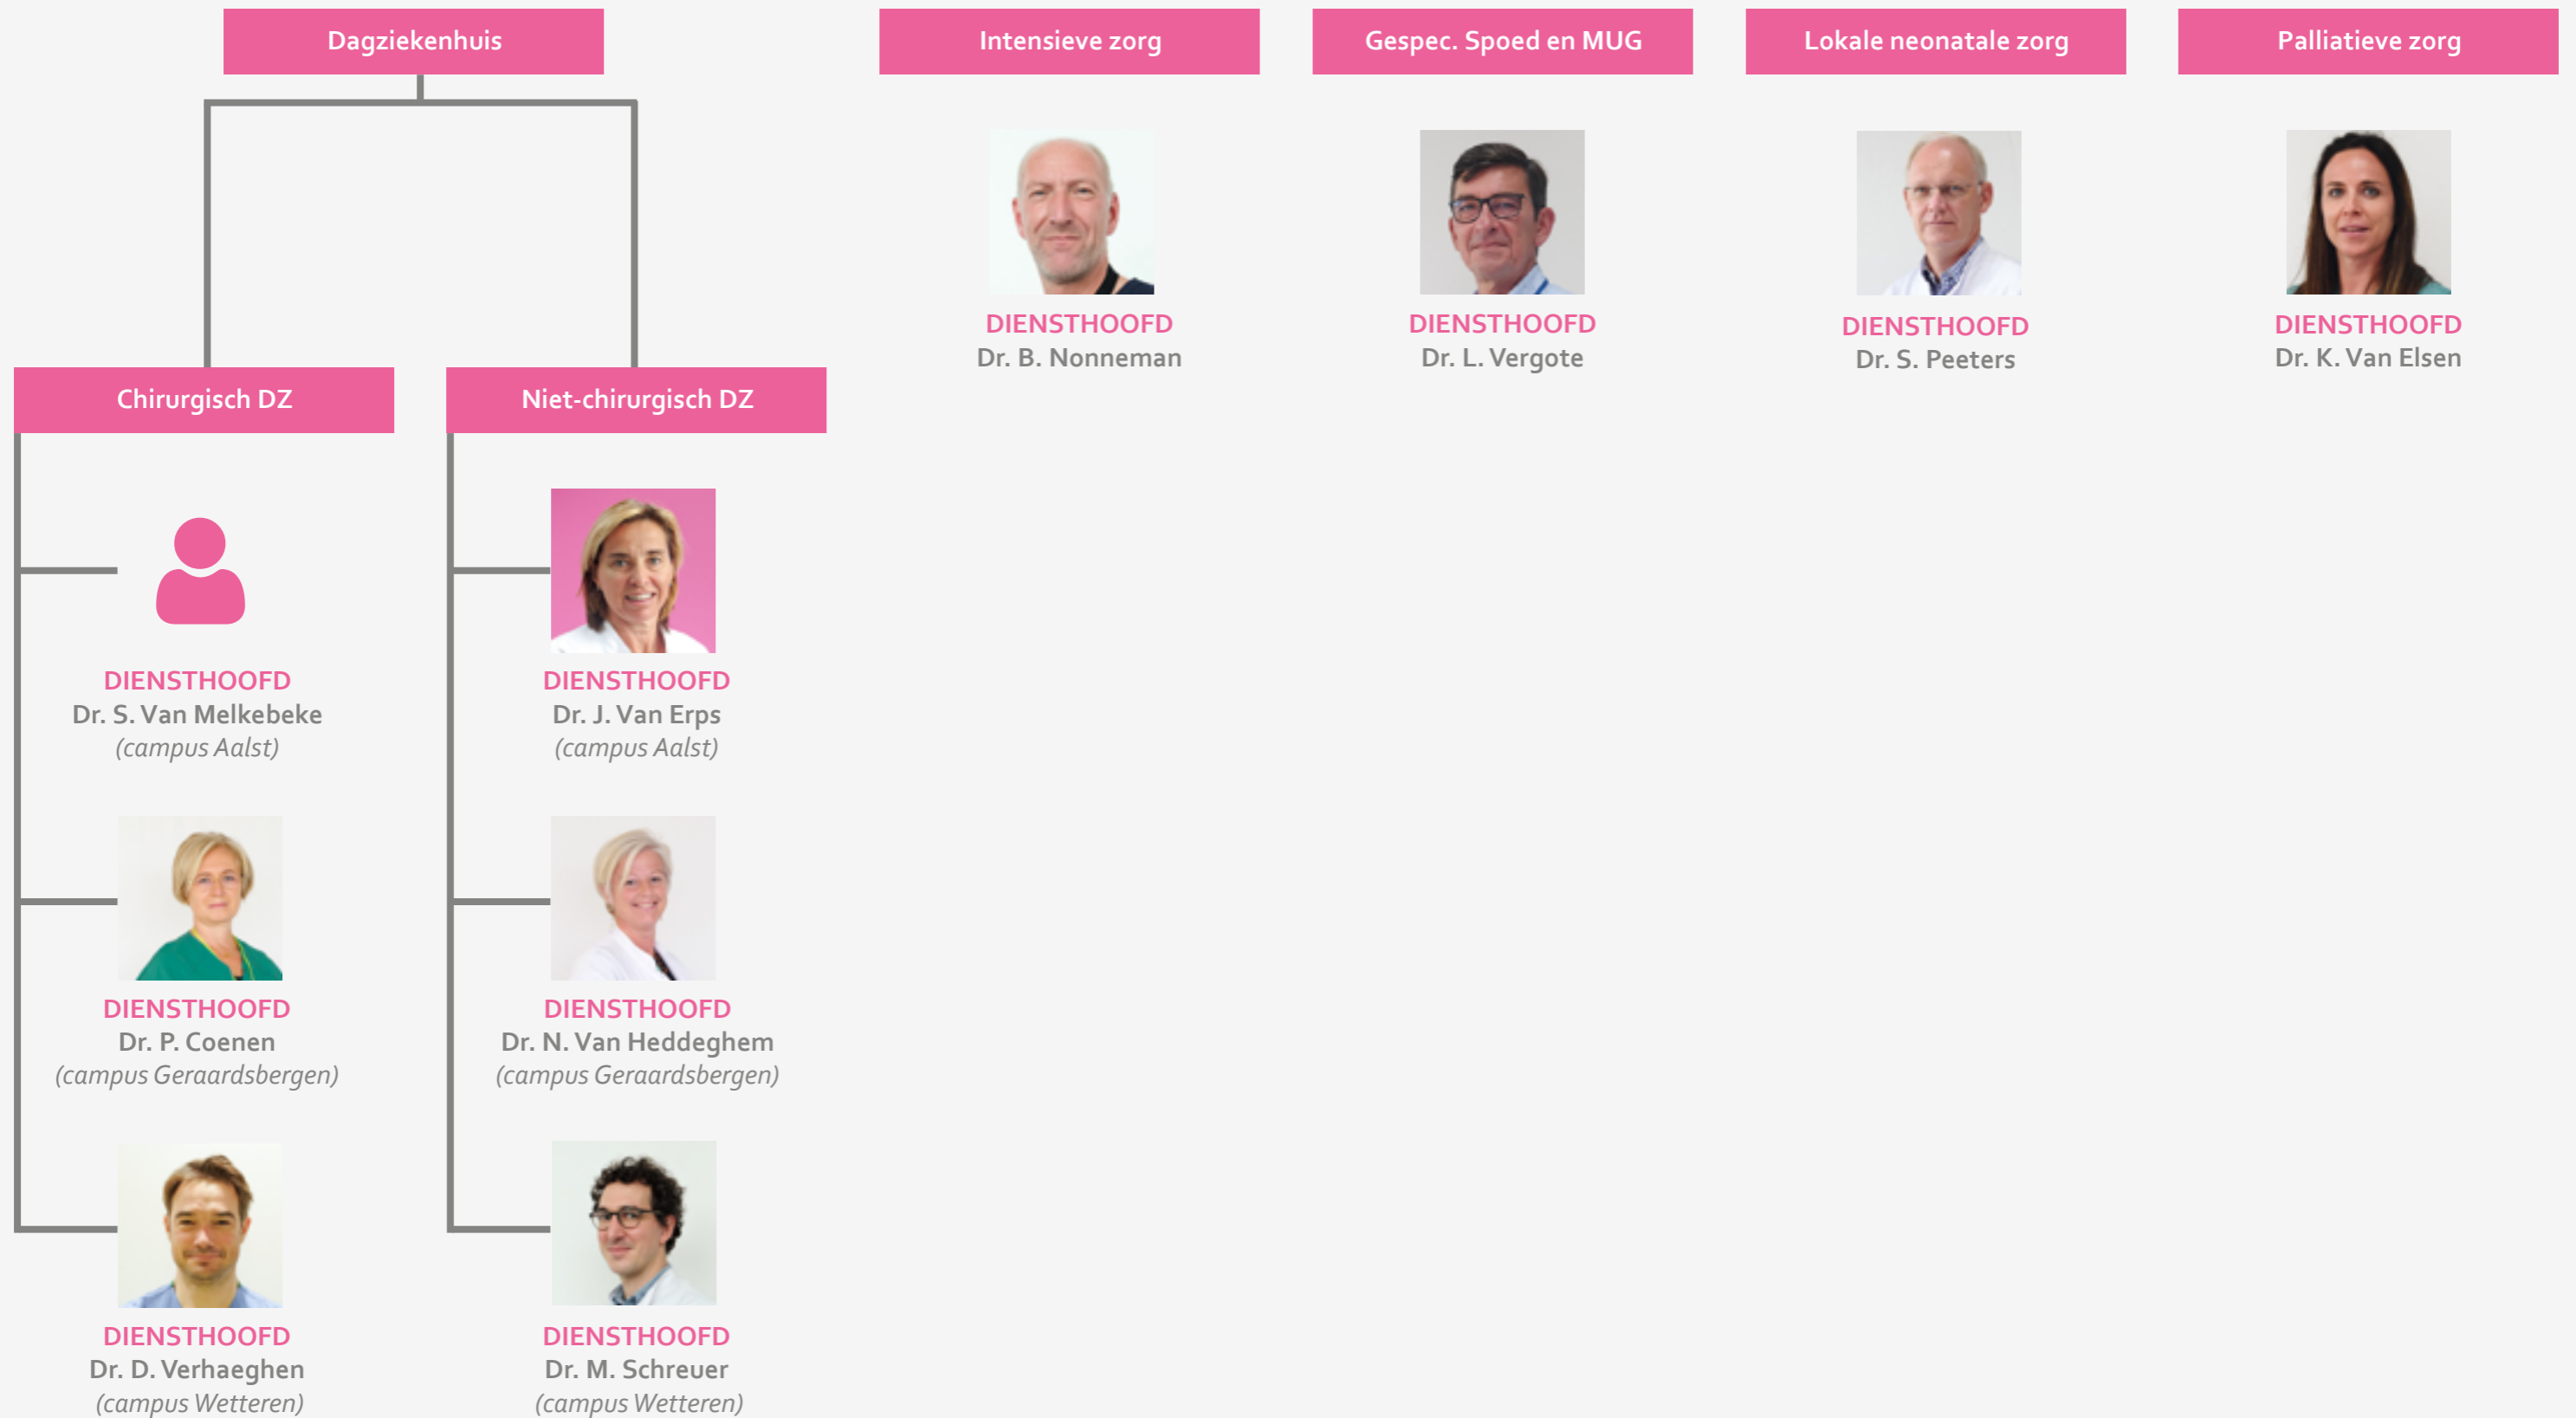 Dagziekenhuis
Intensieve zorg
Gespec. Spoed en MUG
Lokale neonatale zorg
Palliatieve zorg
DIENSTHOOFD
Dr. B. Nonneman
DIENSTHOOFD
Dr. L. Vergote
DIENSTHOOFD
Dr. S. Peeters
DIENSTHOOFD
Dr. K. Van Elsen
Chirurgisch DZ
Niet-chirurgisch DZ
DIENSTHOOFD
Dr. S. Van Melkebeke
(campus Aalst)
DIENSTHOOFD
Dr. J. Van Erps
(campus Aalst)
DIENSTHOOFD
Dr. P. Coenen
(campus Geraardsbergen)
DIENSTHOOFD
Dr. N. Van Heddeghem
(campus Geraardsbergen)
DIENSTHOOFD
Dr. D. Verhaeghen
(campus Wetteren)
DIENSTHOOFD
Dr. M. Schreuer
(campus Wetteren)